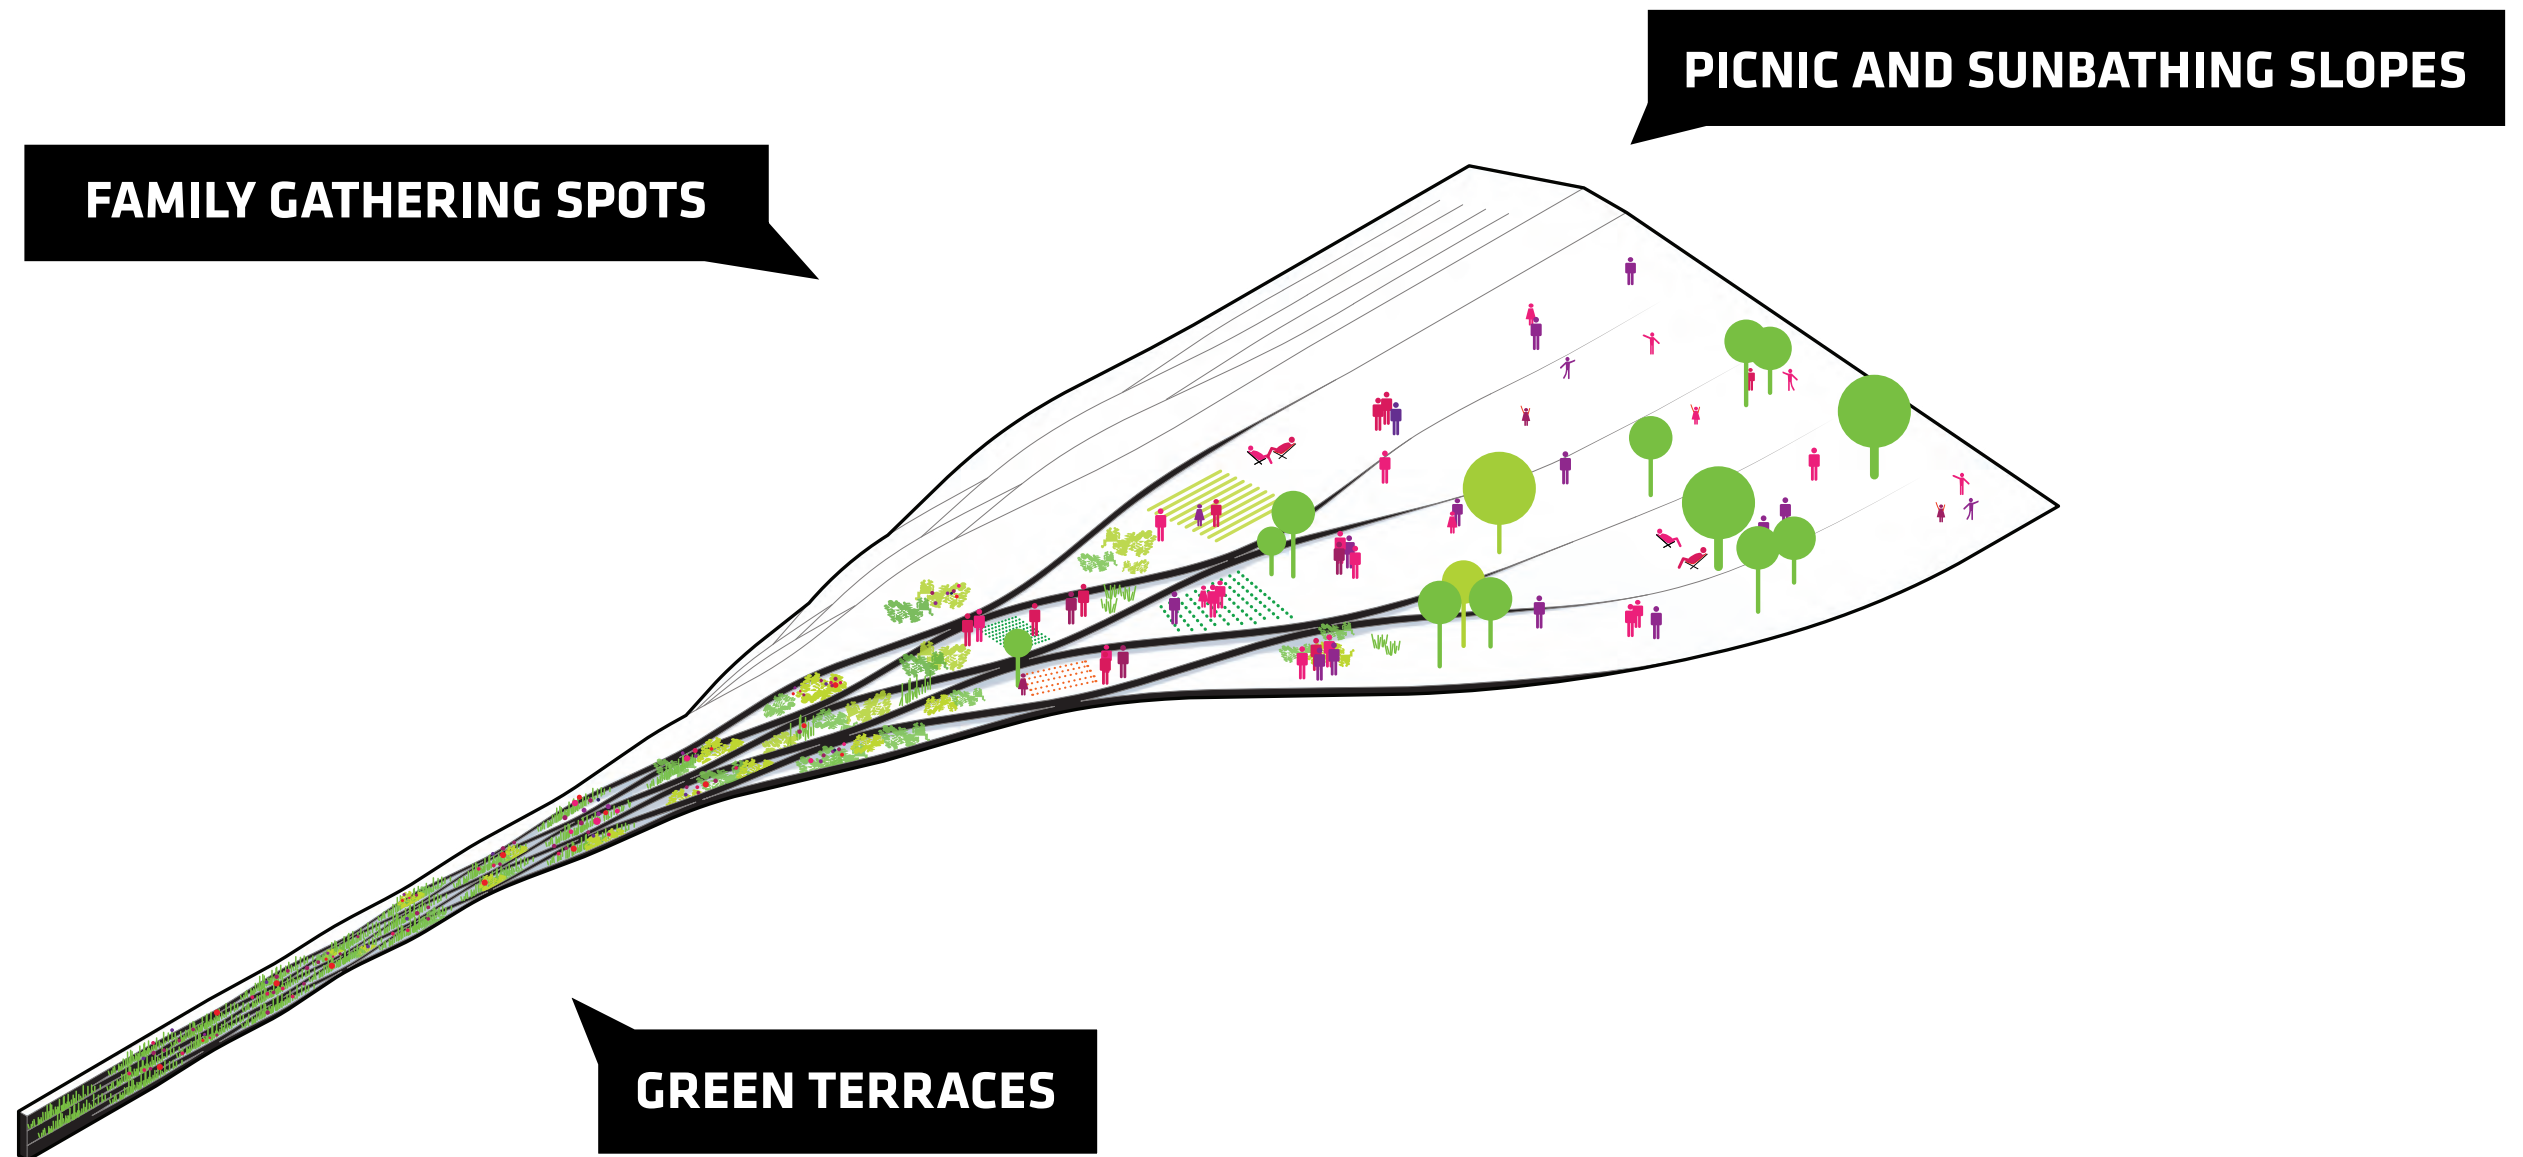 PICNIC AND SUNBATHING SLOPES
FAMILY GATHERING SPOTS
GREEN TERRACES